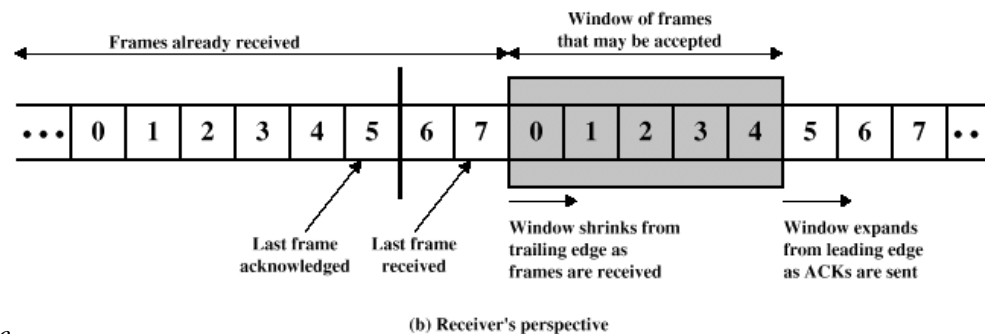 Window of frames
that may be accepted
Frames already received
••• 0 1 2 3 4 5 6 7 0 1 2 3 4 5 6 7 ••
Last frame
acknowledged
Last frame
received
Window shrinks from
trailing edge as
frames are received
Window expands
from leading edge
as ACKs are sent
(b) Receiver's perspective